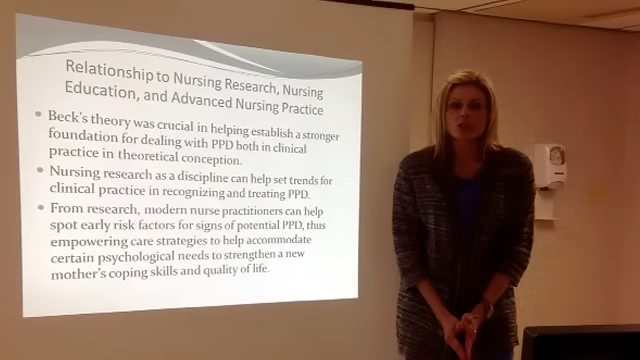 Relationship to Nursing Research, Nursing
Education, and Advanced Nursing Practice
• Beck's theory was crucial in helping establish a stronger
foundation for dealing with PPD both in clinical
practice in theoretical conception.
• Nursing research as a discipline can help set trends for
clinical practice in recognizing and treating PPD.
• From research, modern nurse practitioners can help
spot early risk factors for signs of potential PPD, thus
empowering care strategies to help accommodate
certain psychological needs to strengthen a new
mother's coping skills and quality of life.